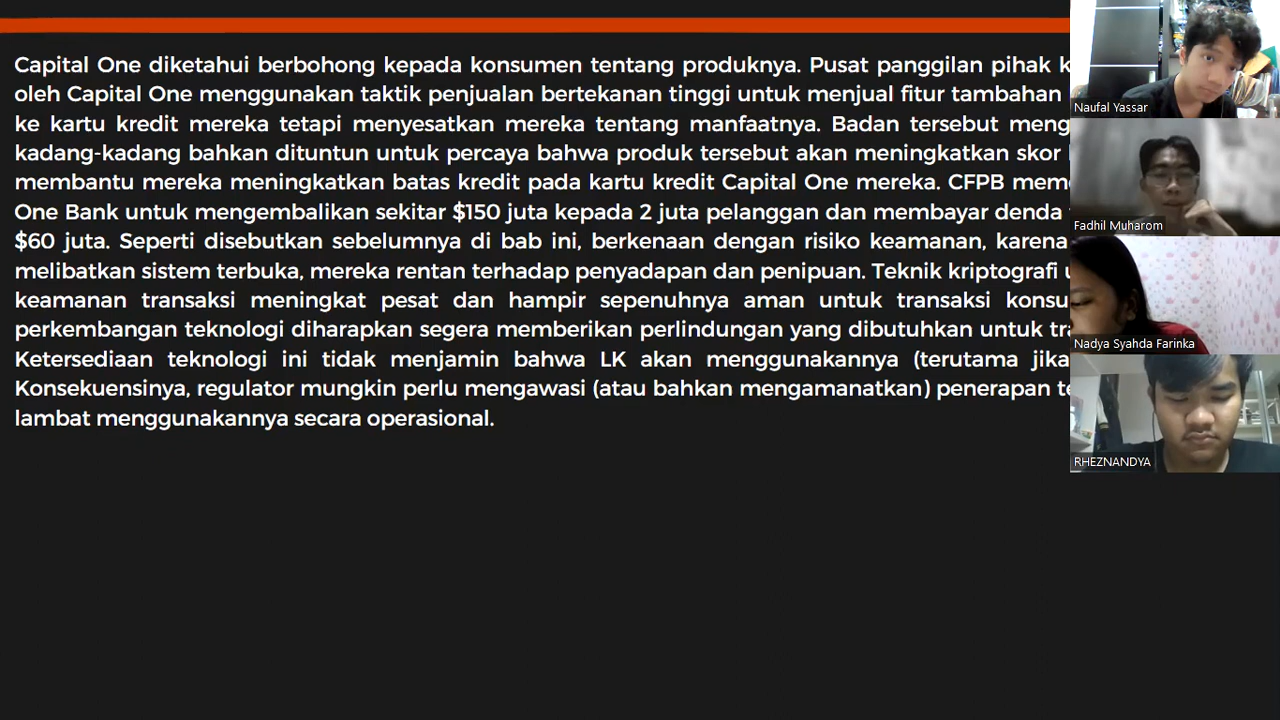 Capital One diketahui berbohong kepada konsumen tentang produknya. Pusat panggilan pihak
oleh Capital One menggunakan taktik penjualan bertekanan tinggi untuk menjual fitur tambahan
ke kartu kredit mereka tetapi menyesatkan mereka tentang manfaatnya. Badan tersebut
kadang-kadang bahkan dituntun untuk percaya bahwa produk tersebut akan meningkatkan skor
membantu mereka meningkatkan batas kredit pada kartu kredit Capital One mereka. CFPB
One Bank untuk mengembalikan sekitar $150 juta kepada 2 juta pelanggan dan membayar denda
$60 juta. Seperti disebutkan sebelumnya di bab ini, berkenaan dengan risiko keamanan, karena
melibatkan sistem terbuka, mereka rentan terhadap penyadapan dan penipuan. Teknik kriptografi
keamanan transaksi meningkat pesat dan hampir sepenuhnya aman untuk transaksi
perkembangan teknologi diharapkan segera memberikan perlindungan yang dibutuhkan untuk
Ketersediaan teknologi ini tidak menjamin bahwa LK akan menggunakannya (terutama
Konsekuensinya, regulator mungkin perlu mengawasi (atau bahkan mengamanatkan) penerapan
lambat menggunakannya secara operasional.
Naufal Yassar
Fadhil Muharom
Nadya Syahda Farinka
RHEZNANDYA